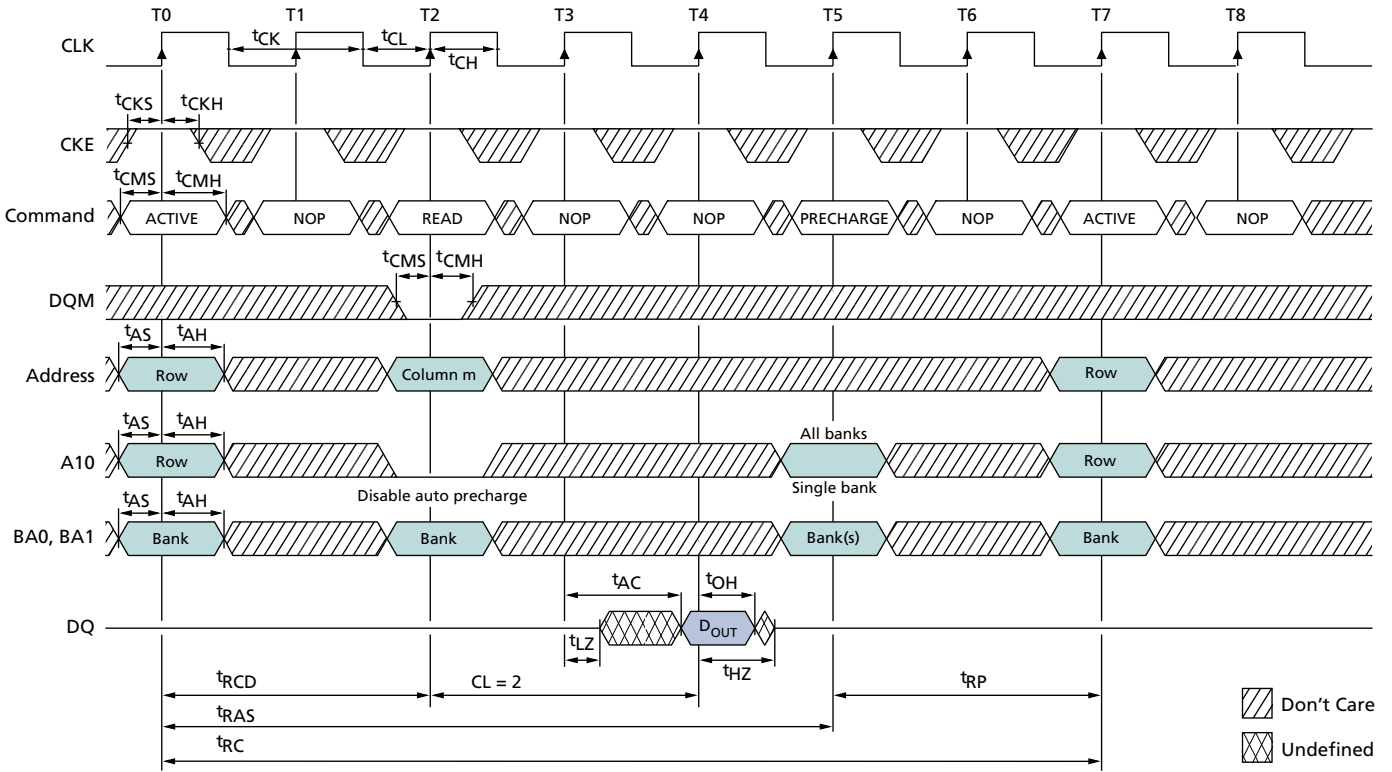 T0 T1 T2 T3 T4 T5 T6 T7 T8
CLK
tCK tCL
tCH
tCKS tCKH
CKE
tCMS tCMH
Command ACTIVE NOP READ NOP NOP PRECHARGE NOP ACTIVE NOP
tCMS tCMH
DQM
tAS tAH
Address Row Column m Row
tAS tAH
All banks
A10 Row Row
Disable auto precharge Single bank
tAS tAH
BA0, BA1 Bank Bank Bank(s) Bank
tAC tOH
DQ DOUT
tLZ tHZ
tRCD CL = 2 tRP
tRAS
tRC
Don't Care
Undefined